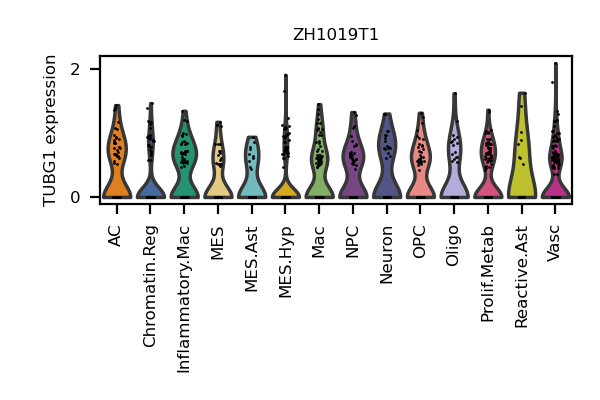 ZH1019T1
TUBG1 expression
2
0
AC
Chromatin.Reg
Inflammatory.Mac
MES
MES.Ast
MES.Hyp
Mac
NPC
Neuron
OPC
Oligo
Prolif.Metab
Reactive.Ast
Vasc